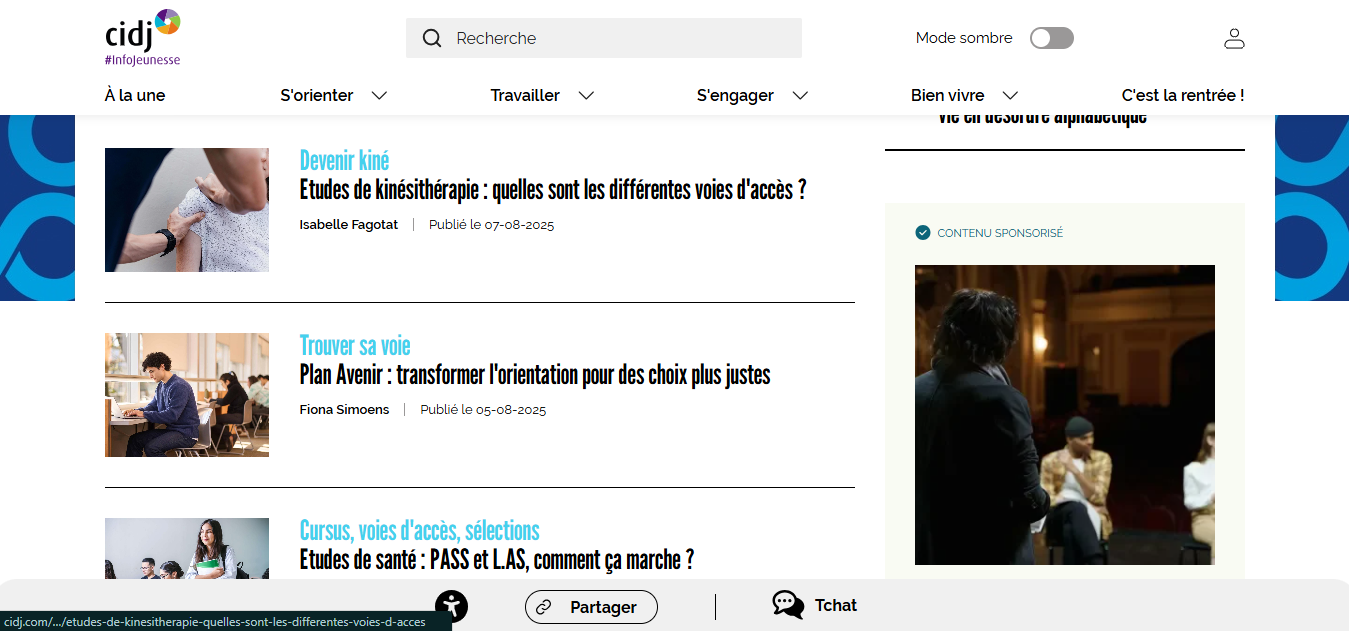 cidj
#InfoJeunesse
Recherche
Mode sombre
À la une
S'orienter
Travailler
S'engager
Bien vivre
C'est la rentrée !
Devenir kiné
Etudes de kinésithérapie : quelles sont les différentes voies d'accès ?
Isabelle Fagotat
Publié le 07-08-2025
Trouver sa voie
Plan Avenir : transformer l'orientation pour des choix plus justes
Fiona Simoens
Publié le 05-08-2025
Cursus, voies d'accès, sélections
Etudes de santé : PASS et L.AS, comment ça marche ?
Vie en désordre alphabétique
CONTENU SPONSORISÉ
Partager
Tchat
cidj.com/.../etudes-de-kinesitherapie-quelles-sont-les-differentes-voies-d-acces